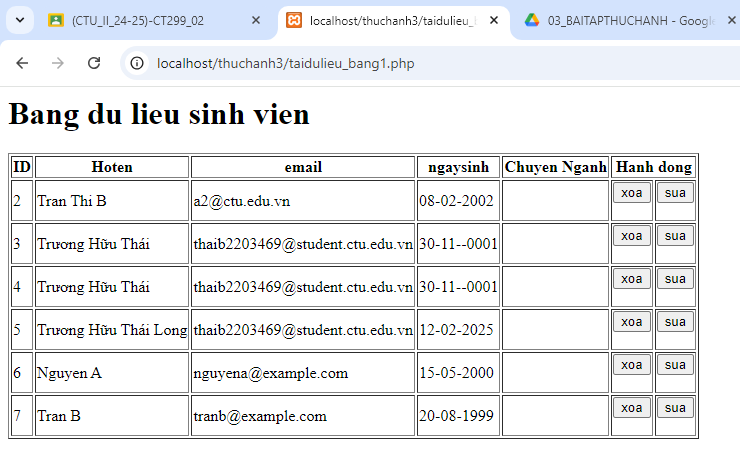 (CTU_II_24-25)-CT299_02
localhost/thuchanh3/taidulieu_b
03_BAITAPTHUCHANH - Google
localhost/thuchanh3/taidulieu_bang1.php
Bang du lieu sinh vien
ID Hoten email ngaysinh Chuyen Nganh Hanh dong
2 Tran Thi B a2@ctu.edu.vn 08-02-2002 xoa sua
3 Trương Hữu Thái thaib2203469@student.ctu.edu.vn 30-11--0001 xoa sua
4 Trương Hữu Thái thaib2203469@student.ctu.edu.vn 30-11--0001 xoa sua
5 Trương Hữu Thái Long thaib2203469@student.ctu.edu.vn 12-02-2025 xoa sua
6 Nguyen A nguyena@example.com 15-05-2000 xoa sua
7 Tran B tranb@example.com 20-08-1999 xoa sua